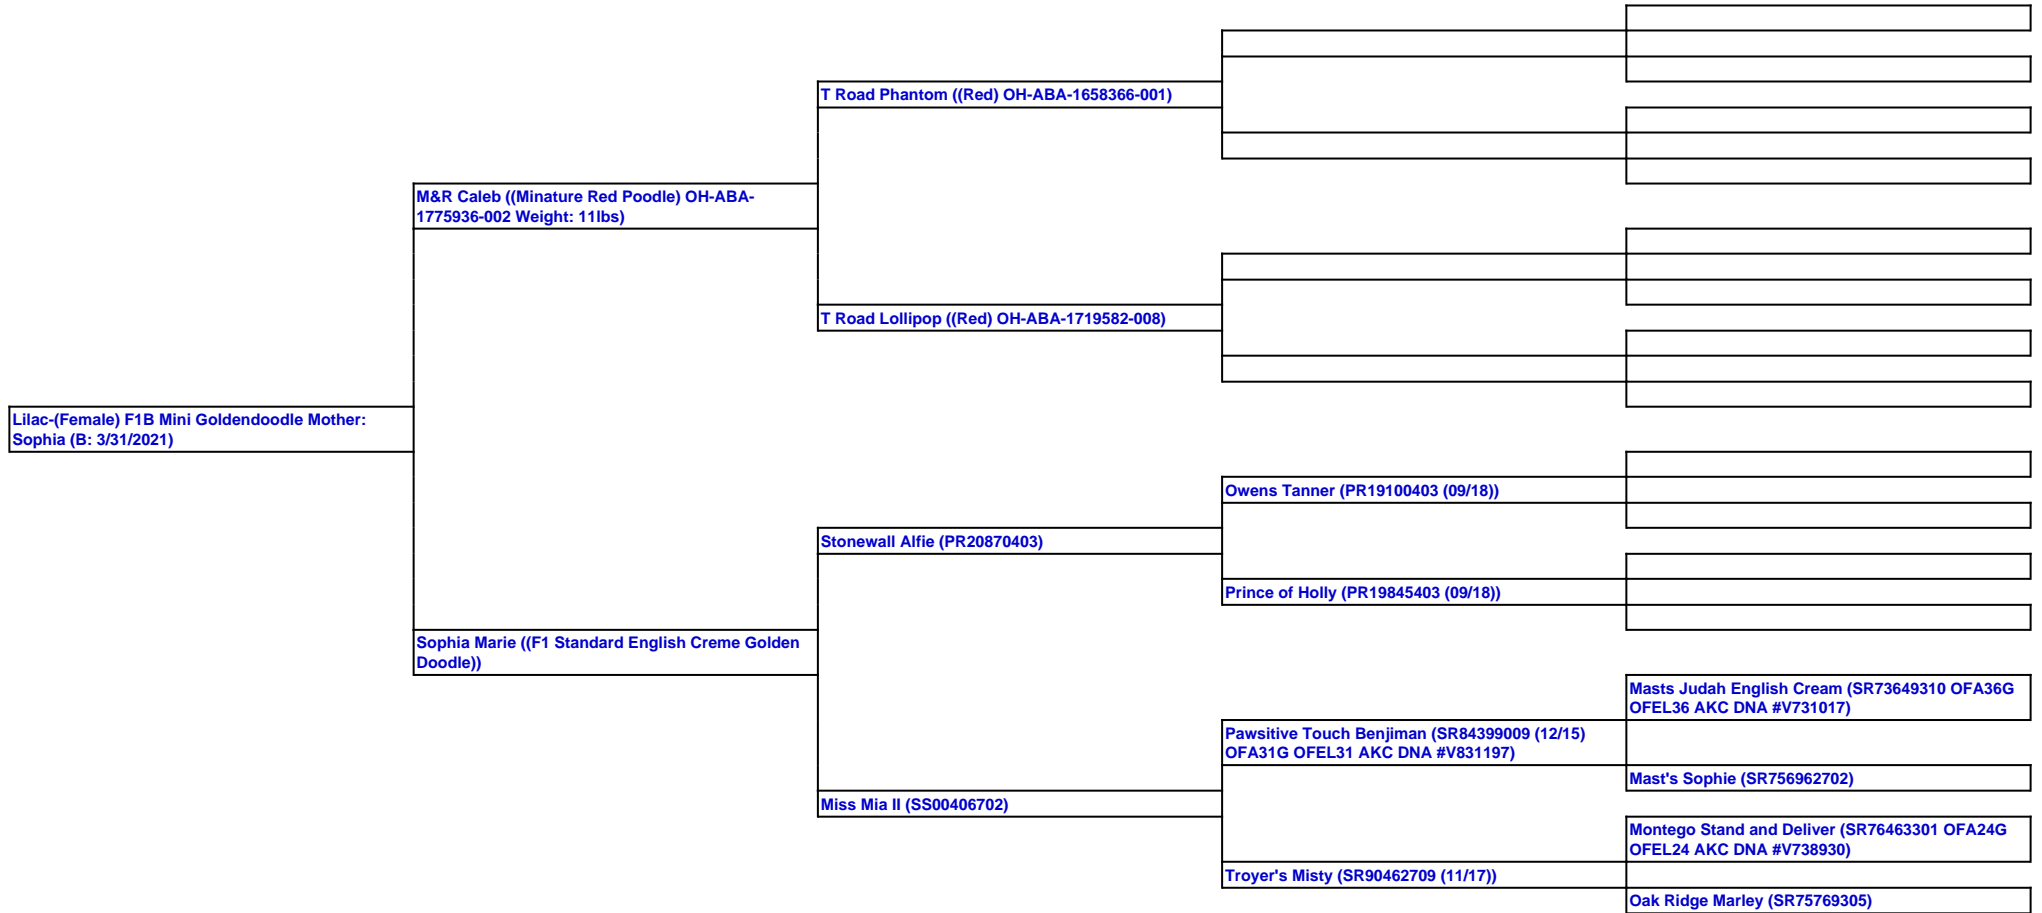 T Road Phantom ((Red) OH-ABA-1658366-001)
M&R Caleb ((Minature Red Poodle) OH-ABA-
1775936-002 Weight: 11lbs)
T Road Lollipop ((Red) OH-ABA-1719582-008)
Lilac-(Female) F1B Mini Goldendoodle Mother:
Sophia (B: 3/31/2021)
Owens Tanner (PR19100403 (09/18))
Stonewall Alfie (PR20870403)
Prince of Holly (PR19845403 (09/18))
Sophia Marie ((F1 Standard English Creme Golden
Doodle))
Masts Judah English Cream (SR73649310 OFA36G
OFEL36 AKC DNA #V731017)
Pawsitive Touch Benjiman (SR84399009 (12/15)
OFA31G OFEL31 AKC DNA #V831197)
Mast's Sophie (SR756962702)
Miss Mia II (SS00406702)
Montego Stand and Deliver (SR76463301 OFA24G
OFEL24 AKC DNA #V738930)
Troyer's Misty (SR90462709 (11/17))
Oak Ridge Marley (SR75769305)